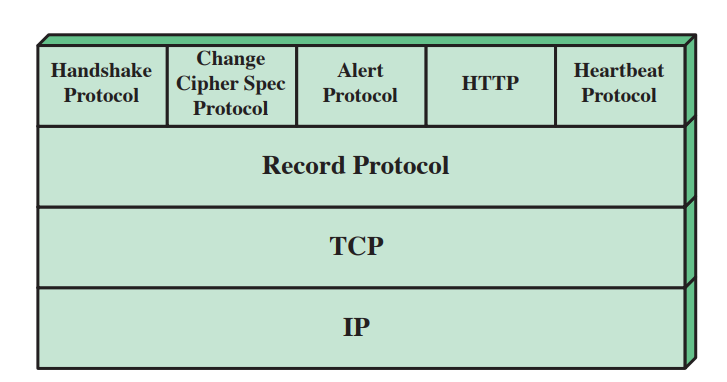 Handshake
Protocol
Change
Cipher Spec
Protocol
Alert
Protocol
HTTP
Heartbeat
Protocol
Record Protocol
TCP
IP